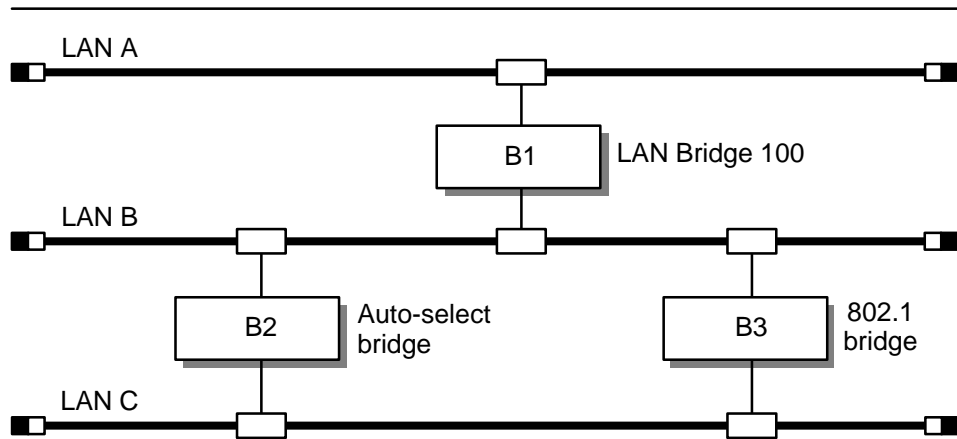 LAN A
B1
LAN Bridge 100
LAN B
B2
Auto-select
bridge
B3
802.1
bridge
LAN C